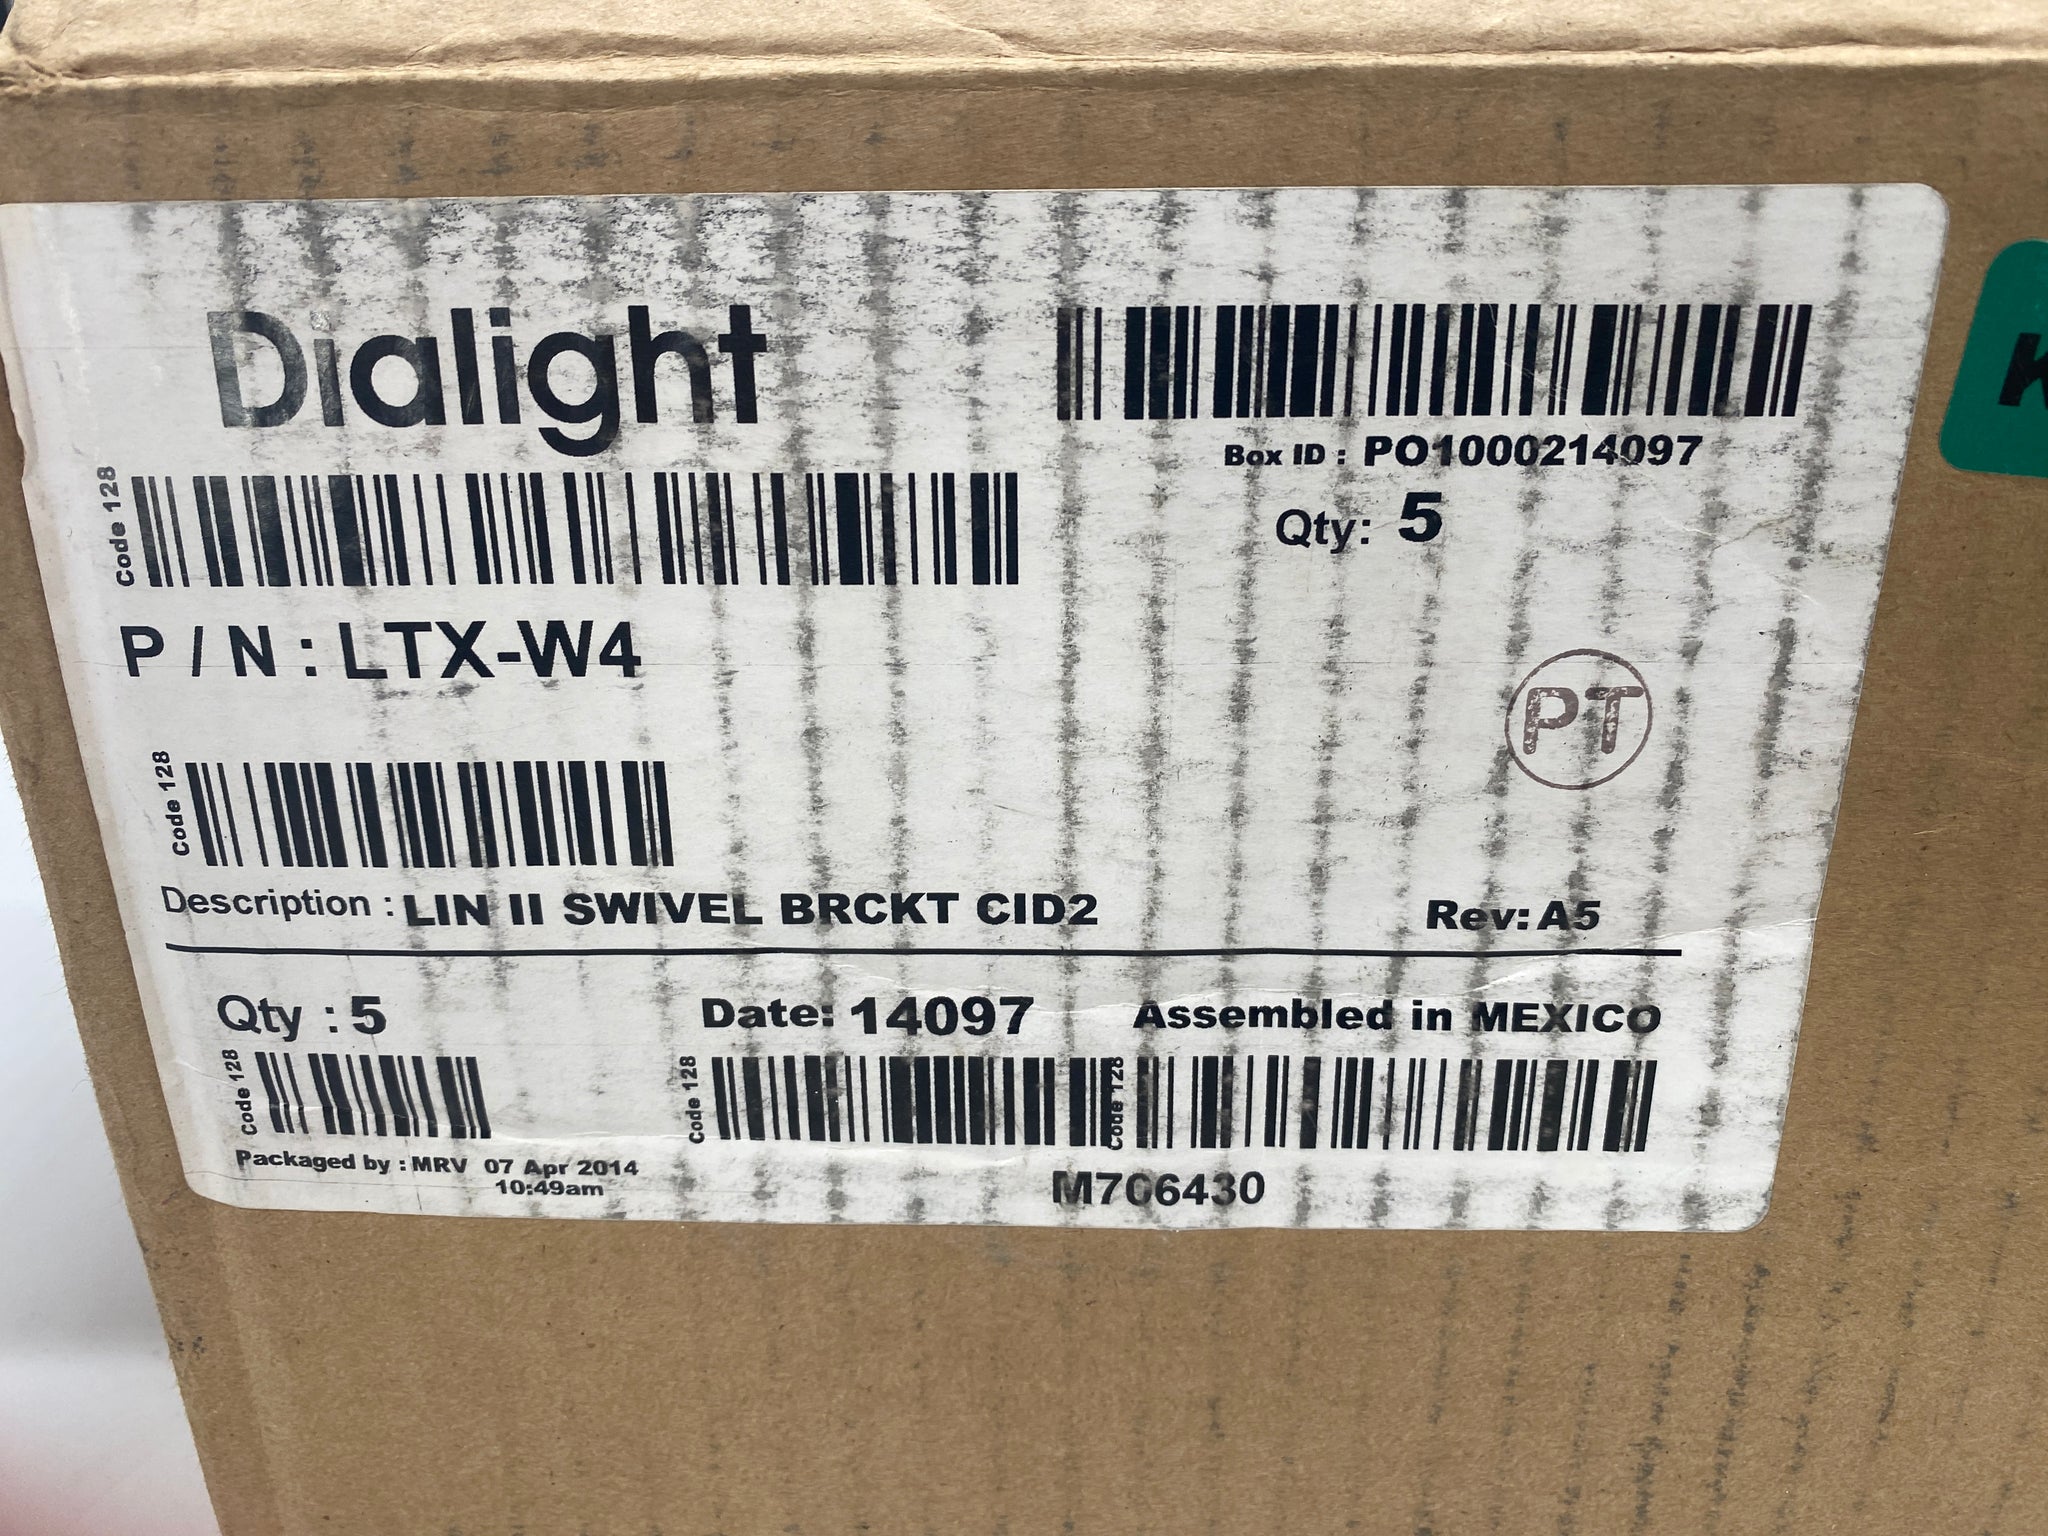 Dialight
Box ID : PO1000214097
Qty: 5
Code 128
P / N : LTX-W4
PT
Code 128
Description : LIN II SWIVEL BRCKT CID2
Rev: A5
Qty : 5
Date: 14097
Assembled in MEXICO
Code 128
Code 128
Code 128
Packaged by : MRV 07 Apr 2014
10:49am
M706430